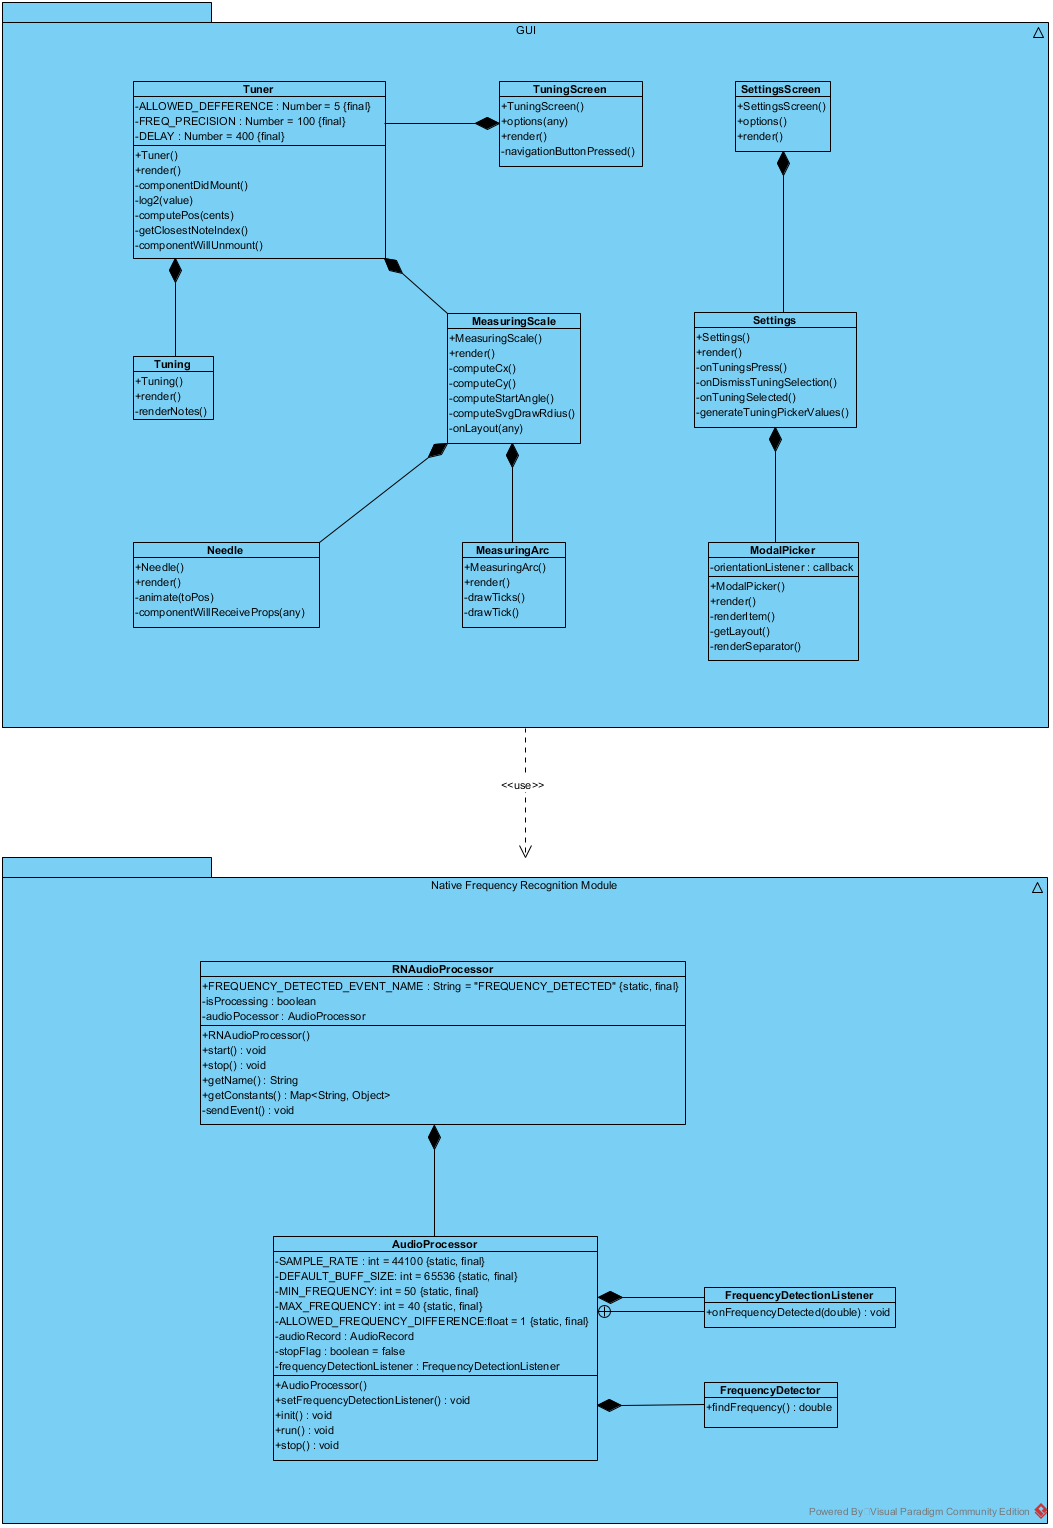 GUI
Tuner
-ALLOWED_DEFFERENCE : Number = 5 {final}
-FREQ_PRECISION : Number = 100 {final}
-DELAY : Number = 400 {final}
+Tuner()
+render()
-componentDidMount()
-log2(value)
-computePos(cents)
-getClosestNoteIndex()
-componentWillUnmount()
TuningScreen
+TuningScreen()
+options(any)
+render()
-navigationButtonPressed()
SettingsScreen
+SettingsScreen()
+options()
+render()
MeasuringScale
+MeasuringScale()
+render()
-computeCx()
-computeCy()
-computeStartAngle()
-computeSvgDrawRdius()
-onLayout(any)
Settings
+Settings()
+render()
-onTuningsPress()
-onDismissTuningSelection()
-onTuningSelected()
-generateTuningPickerValues()
Tuning
+Tuning()
+render()
-renderNotes()
Needle
+Needle()
+render()
-animate(toPos)
-componentWillReceiveProps(any)
MeasuringArc
+MeasuringArc()
+render()
-drawTicks()
-drawTick()
ModalPicker
-orientationListener : callback
+ModalPicker()
+render()
-renderItem()
-getLayout()
-renderSeparator()
<<use>>
Native Frequency Recognition Module
RNAudioProcessor
+FREQUENCY_DETECTED_EVENT_NAME : String = "FREQUENCY_DETECTED" {static, final}
-isProcessing : boolean
-audioPocessor : AudioProcessor
+RNAudioProcessor()
+start() : void
+stop() : void
+getName() : String
+getConstants() : Map<String, Object>
-sendEvent() : void
AudioProcessor
-SAMPLE_RATE : int = 44100 {static, final}
-DEFAULT_BUFF_SIZE: int = 65536 {static, final}
-MIN_FREQUENCY: int = 50 {static, final}
-MAX_FREQUENCY: int = 40 {static, final}
-ALLOWED_FREQUENCY_DIFFERENCE:float = 1 {static, final}
-audioRecord : AudioRecord
-stopFlag : boolean = false
-frequencyDetectionListener : FrequencyDetectionListener
+AudioProcessor()
+setFrequencyDetectionListener() : void
+init() : void
+run() : void
+stop() : void
FrequencyDetectionListener
+onFrequencyDetected(double) : void
FrequencyDetector
+findFrequency() : double
Powered By Visual Paradigm Community Edition